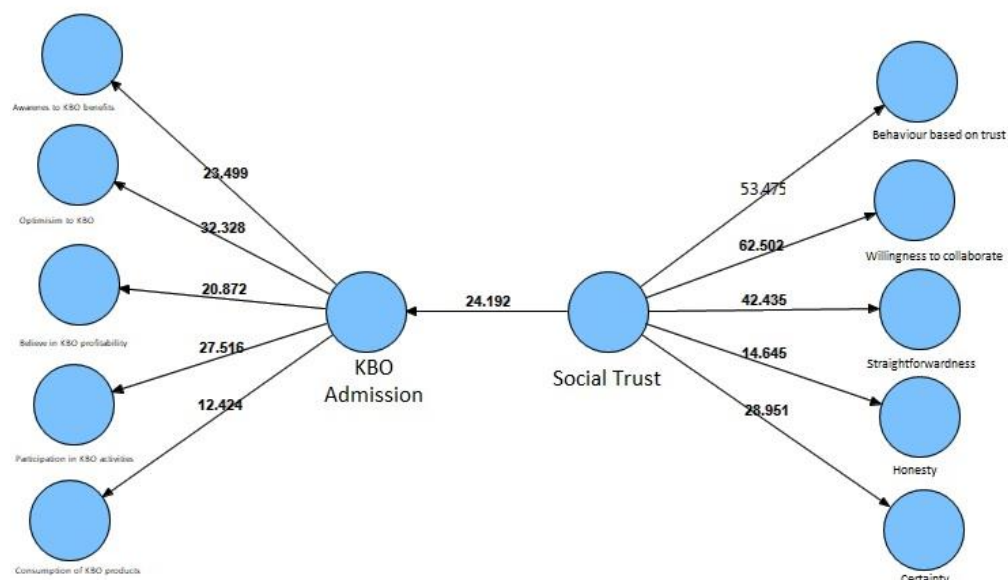 Awarenes to KBO benefits
23.499
Optimisim to KBO
32.328
Believe in KBO profitability
20.872
Participation in KBO activities
27.516
Consumption of KBO products
12.424
KBO
Admission
24.192
Social Trust
53.475
Behaviour based on trust
62.502
Willingness to collaborate
42.435
Straightforwardness
14.645
Honesty
28.951
Certainty